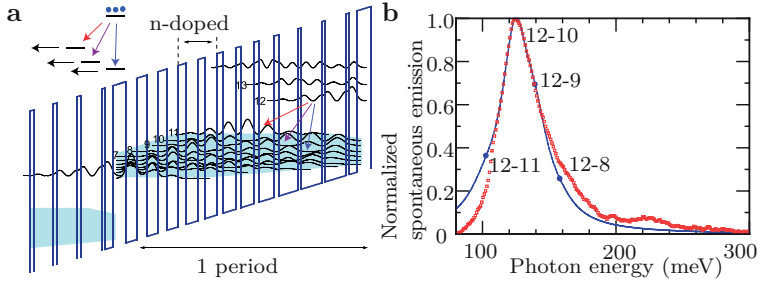 a
n-doped
13
12
11
10
9
8
7
1 period
b
Normalized
spontaneous emission
1.0
0.8
0.6
0.4
0.2
0
12-10
12-9
12-11
12-8
100
200
300
Photon energy (meV)